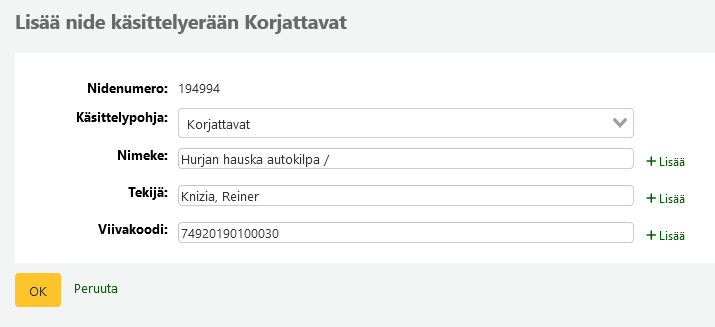 Lisää nide käsittelyerään Korjattavat
Nidenumero: 194994
Käsittelypohja: Korjattavat
Nimeke: Hurjan hauska autokilpa / + Lisää
Tekijä: Knizia, Reiner + Lisää
Viivakoodi: 74920190100030 + Lisää
OK Peruuta